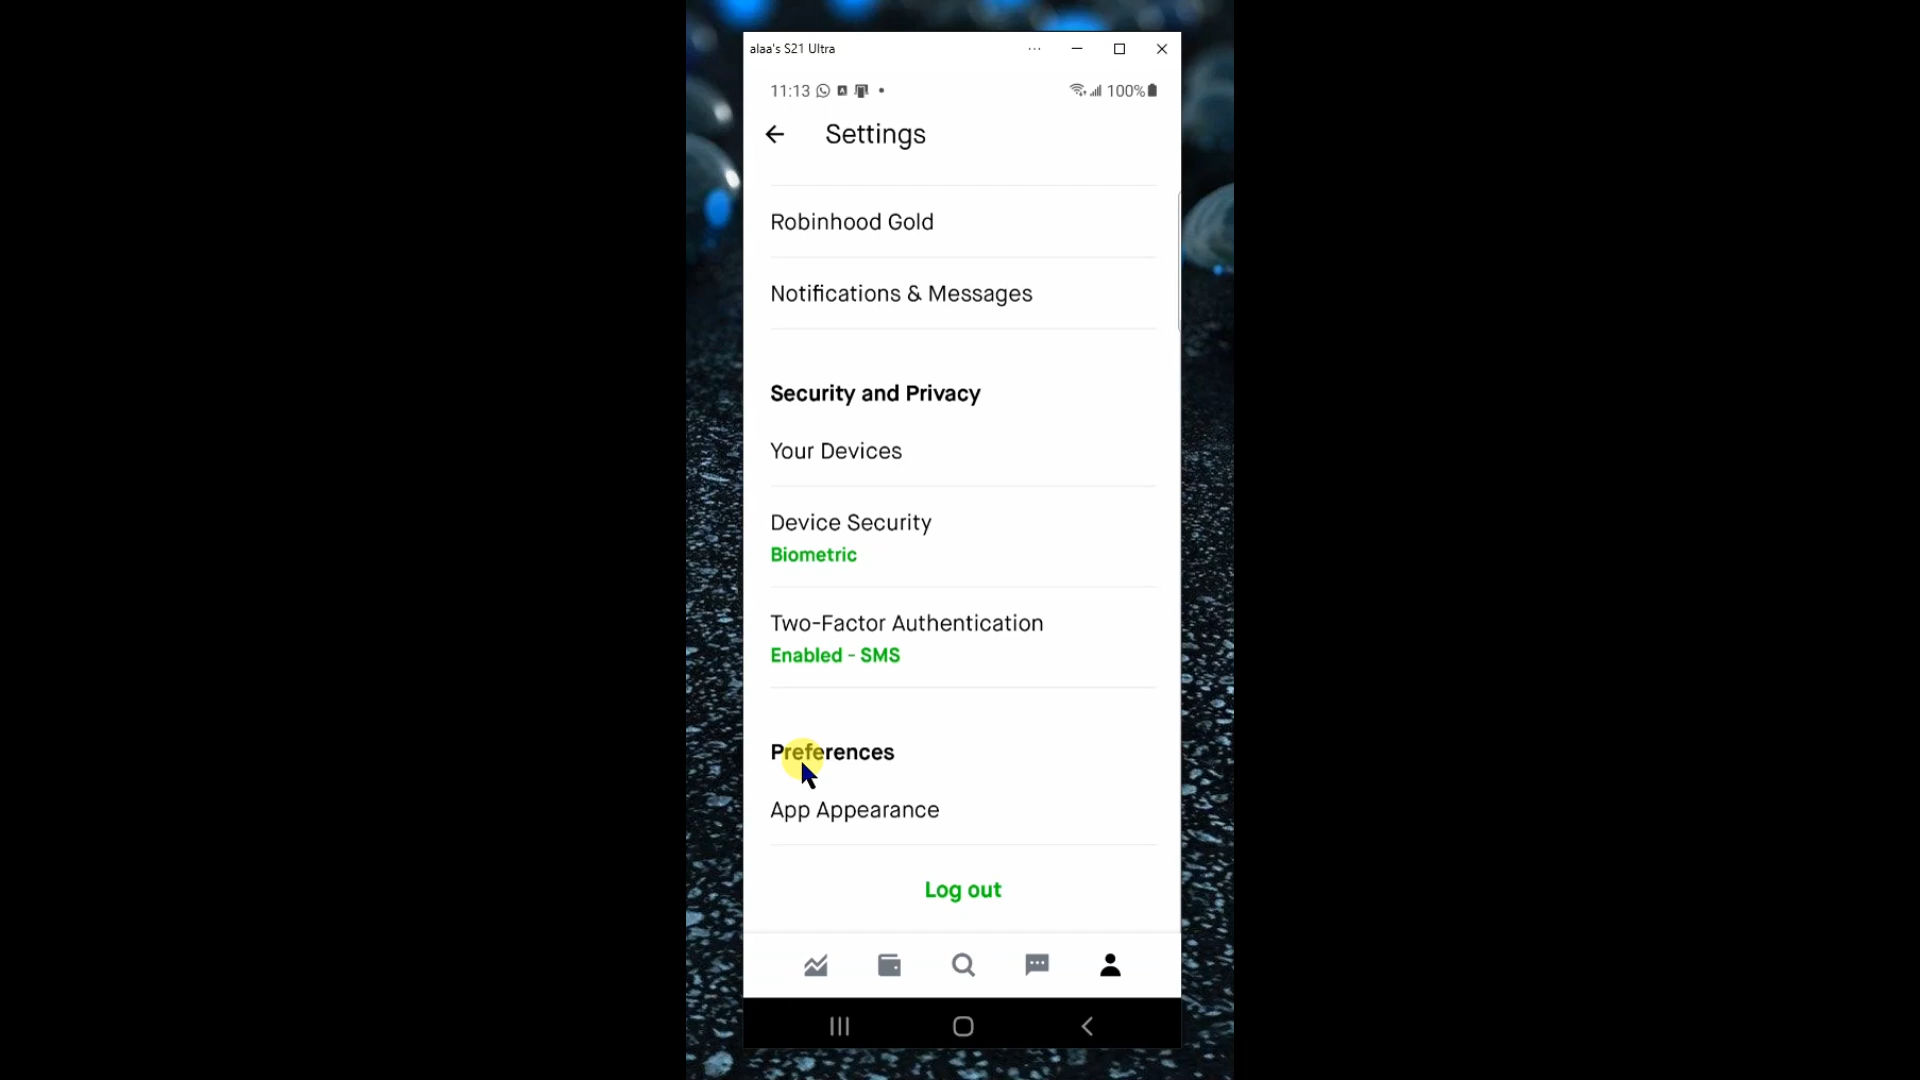 alaa's S21 Ultra
11:13
100%
Settings
Robinhood Gold
Notifications & Messages
Security and Privacy
Your Devices
Device Security
Biometric
Two-Factor Authentication
Enabled - SMS
Preferences
App Appearance
Log out